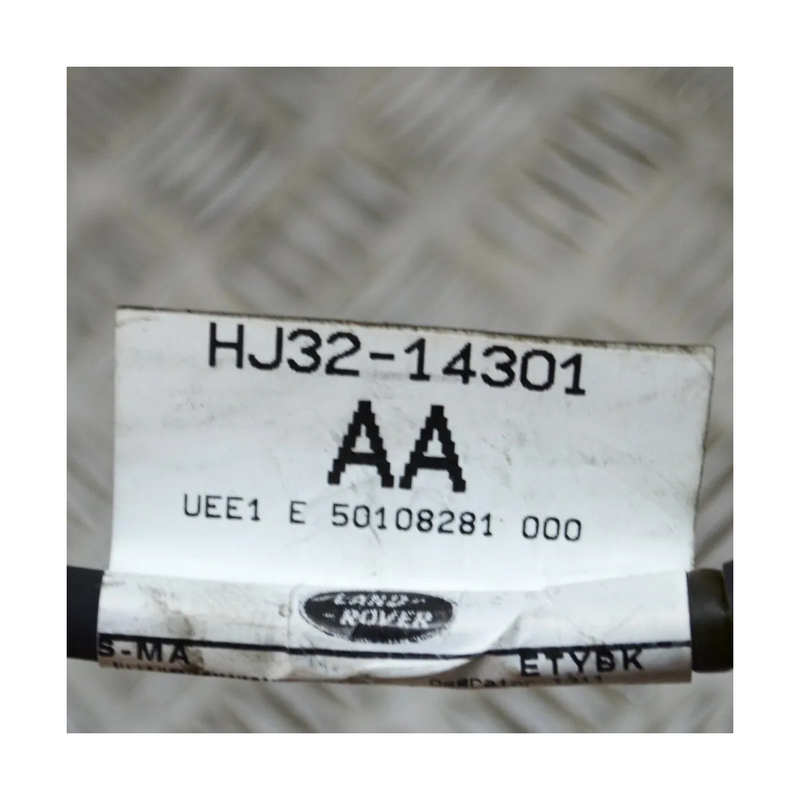 HJ32-14301
AA
UEE1 E 50108281 000
LAND-
-ROVER
S-MA
ETYBK